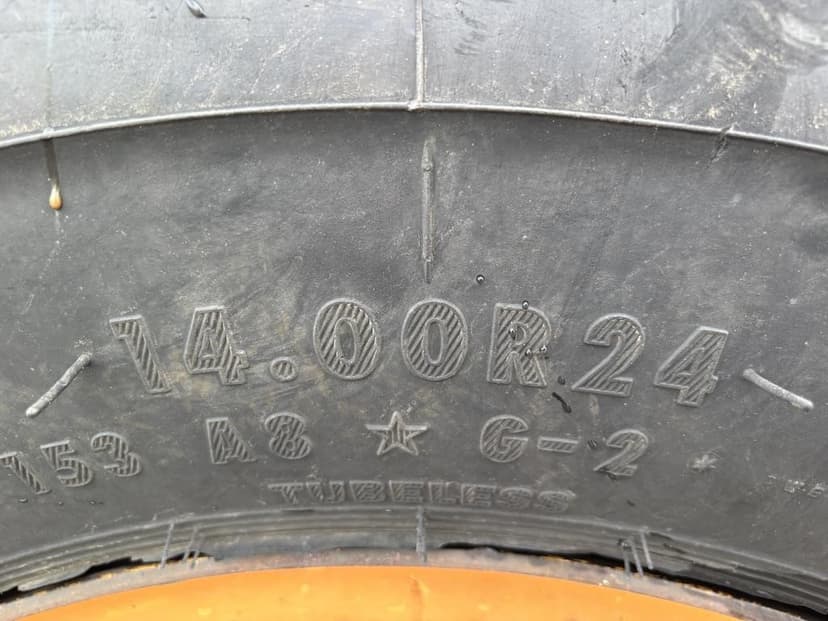 14.00R24
153 A8 ★ G-2 *
TUBELESS